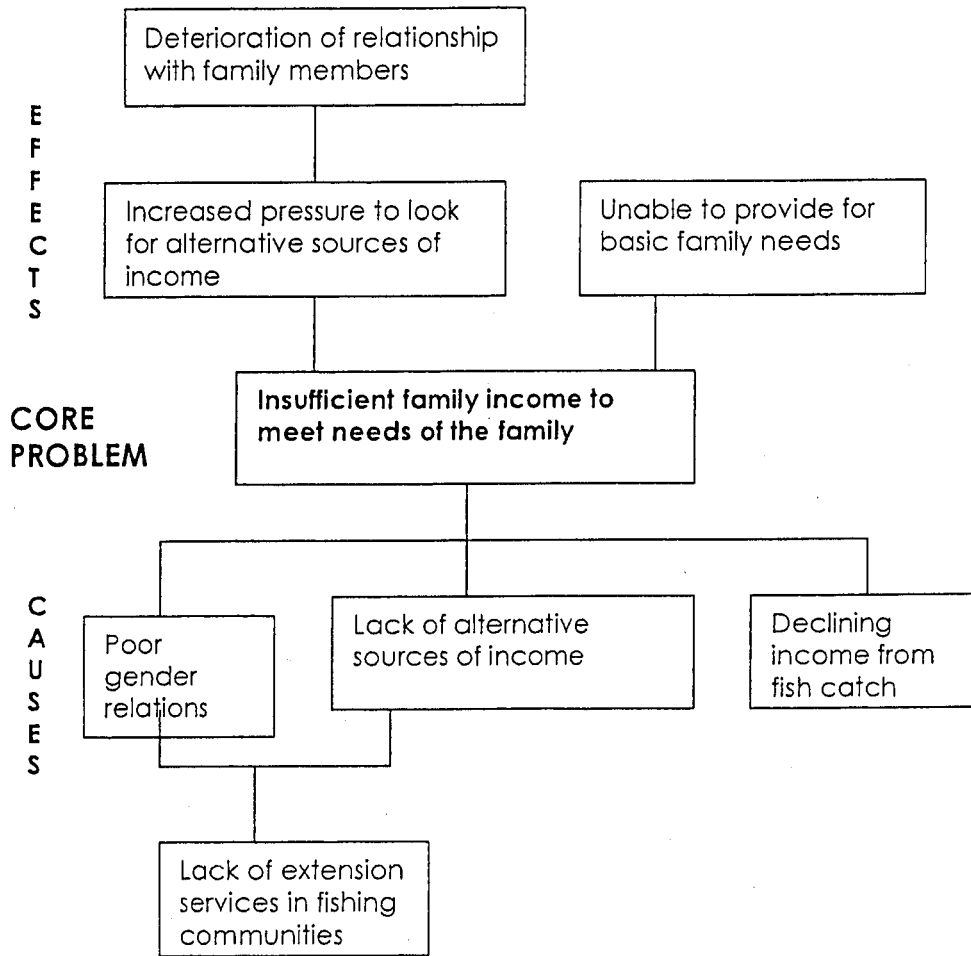 Deterioration of relationship
with family members
EFFECTS
Increased pressure to look
for alternative sources of
income
Unable to provide for
basic family needs
CORE
PROBLEM
Insufficient family income to
meet needs of the family
CAUSES
Poor
gender
relations
Lack of alternative
sources of income
Declining
income from
fish catch
Lack of extension
services in fishing
communities